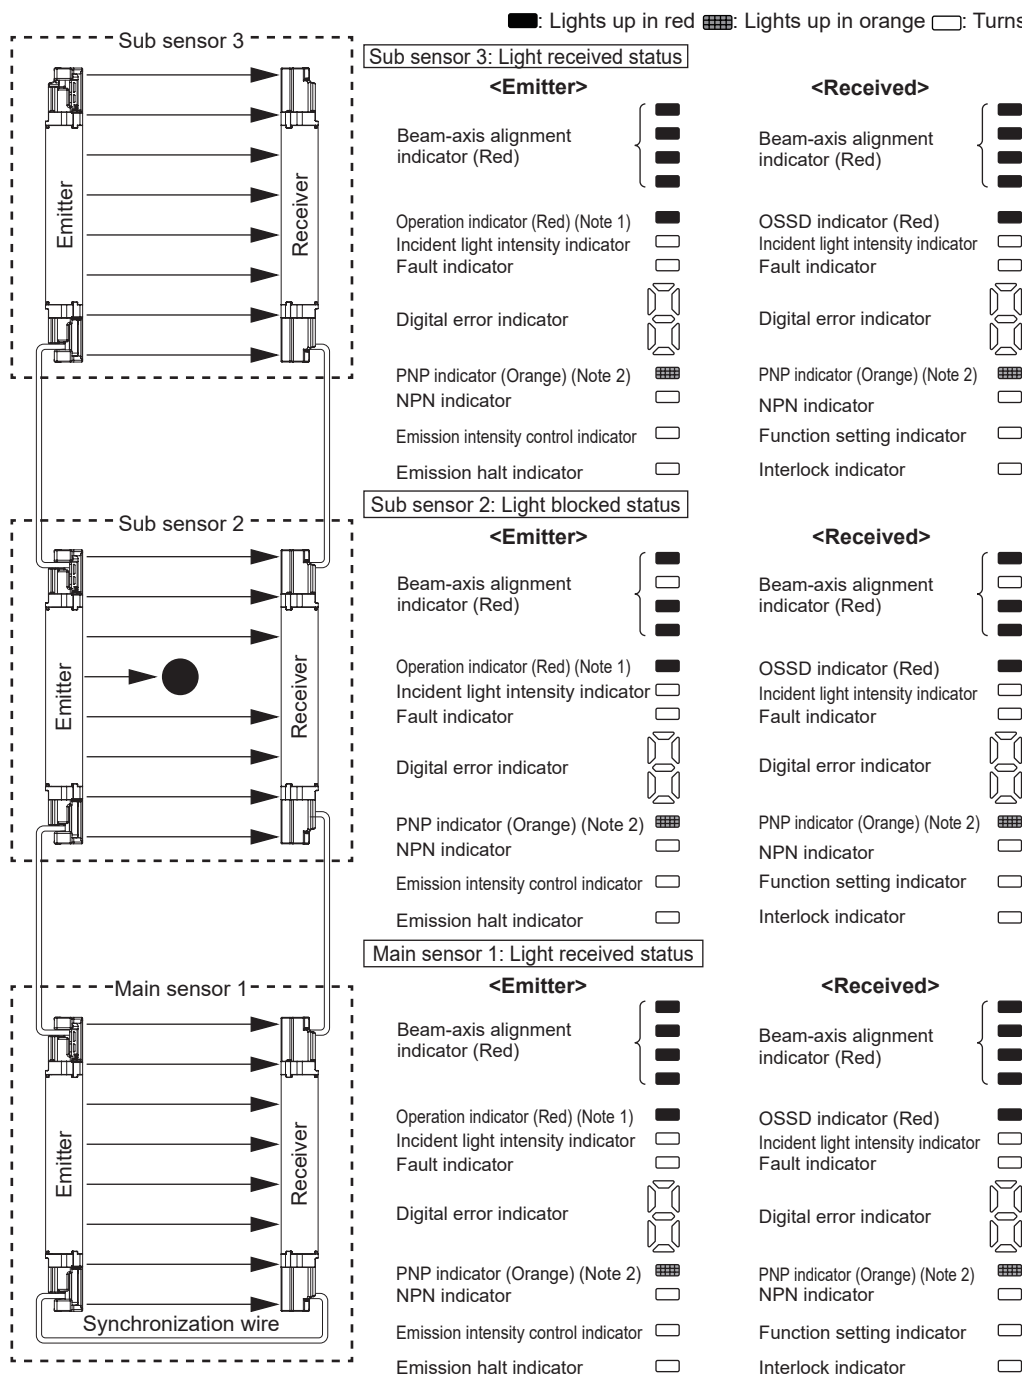 : Lights up in red : Lights up in orange : Turns
Sub sensor 3
Sub sensor 3: Light received status
<Emitter>
<Received>
Beam-axis alignment
indicator (Red)
Beam-axis alignment
indicator (Red)
Emitter
Receiver
Operation indicator (Red) (Note 1)
OSSD indicator (Red)
Incident light intensity indicator
Incident light intensity indicator
Fault indicator
Fault indicator
Digital error indicator
Digital error indicator
PNP indicator (Orange) (Note 2)
PNP indicator (Orange) (Note 2)
NPN indicator
NPN indicator
Emission intensity control indicator
Function setting indicator
Emission halt indicator
Interlock indicator
Sub sensor 2
Sub sensor 2: Light blocked status
<Emitter>
<Received>
Beam-axis alignment
indicator (Red)
Beam-axis alignment
indicator (Red)
Emitter
Receiver
Operation indicator (Red) (Note 1)
OSSD indicator (Red)
Incident light intensity indicator
Incident light intensity indicator
Fault indicator
Fault indicator
Digital error indicator
Digital error indicator
PNP indicator (Orange) (Note 2)
PNP indicator (Orange) (Note 2)
NPN indicator
NPN indicator
Emission intensity control indicator
Function setting indicator
Emission halt indicator
Interlock indicator
Main sensor 1
Main sensor 1: Light received status
<Emitter>
<Received>
Beam-axis alignment
indicator (Red)
Beam-axis alignment
indicator (Red)
Emitter
Receiver
Operation indicator (Red) (Note 1)
OSSD indicator (Red)
Incident light intensity indicator
Incident light intensity indicator
Fault indicator
Fault indicator
Digital error indicator
Digital error indicator
PNP indicator (Orange) (Note 2)
PNP indicator (Orange) (Note 2)
NPN indicator
NPN indicator
Synchronization wire
Emission intensity control indicator
Function setting indicator
Emission halt indicator
Interlock indicator